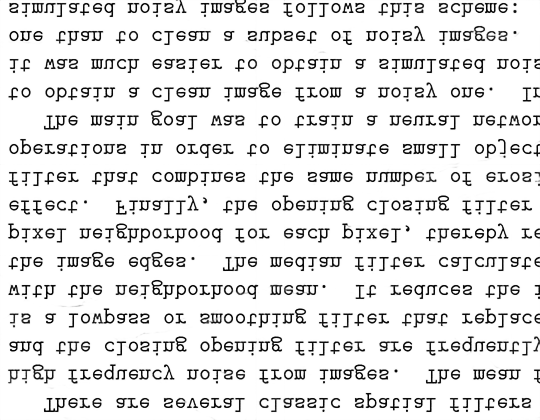 There are several classic spatial filters
high frequency noise from images. The mean f
and the closing opening filter are frequently
is a lowpass or smoothing filter that replace
with the neighborhood mean. It reduces the i
the image edges. The median filter calculate
pixel neighborhood for each pixel, thereby re
effect. Finally, the opening closing filter
filter that combines the same number of erosi
operations in order to eliminate small object
The main goal was to train a neural networ
to obtain a clean image from a noisy one. In
it was much easier to obtain a simulated nois
one than to clean a subset of noisy images.
simulated noisy images follows this scheme: